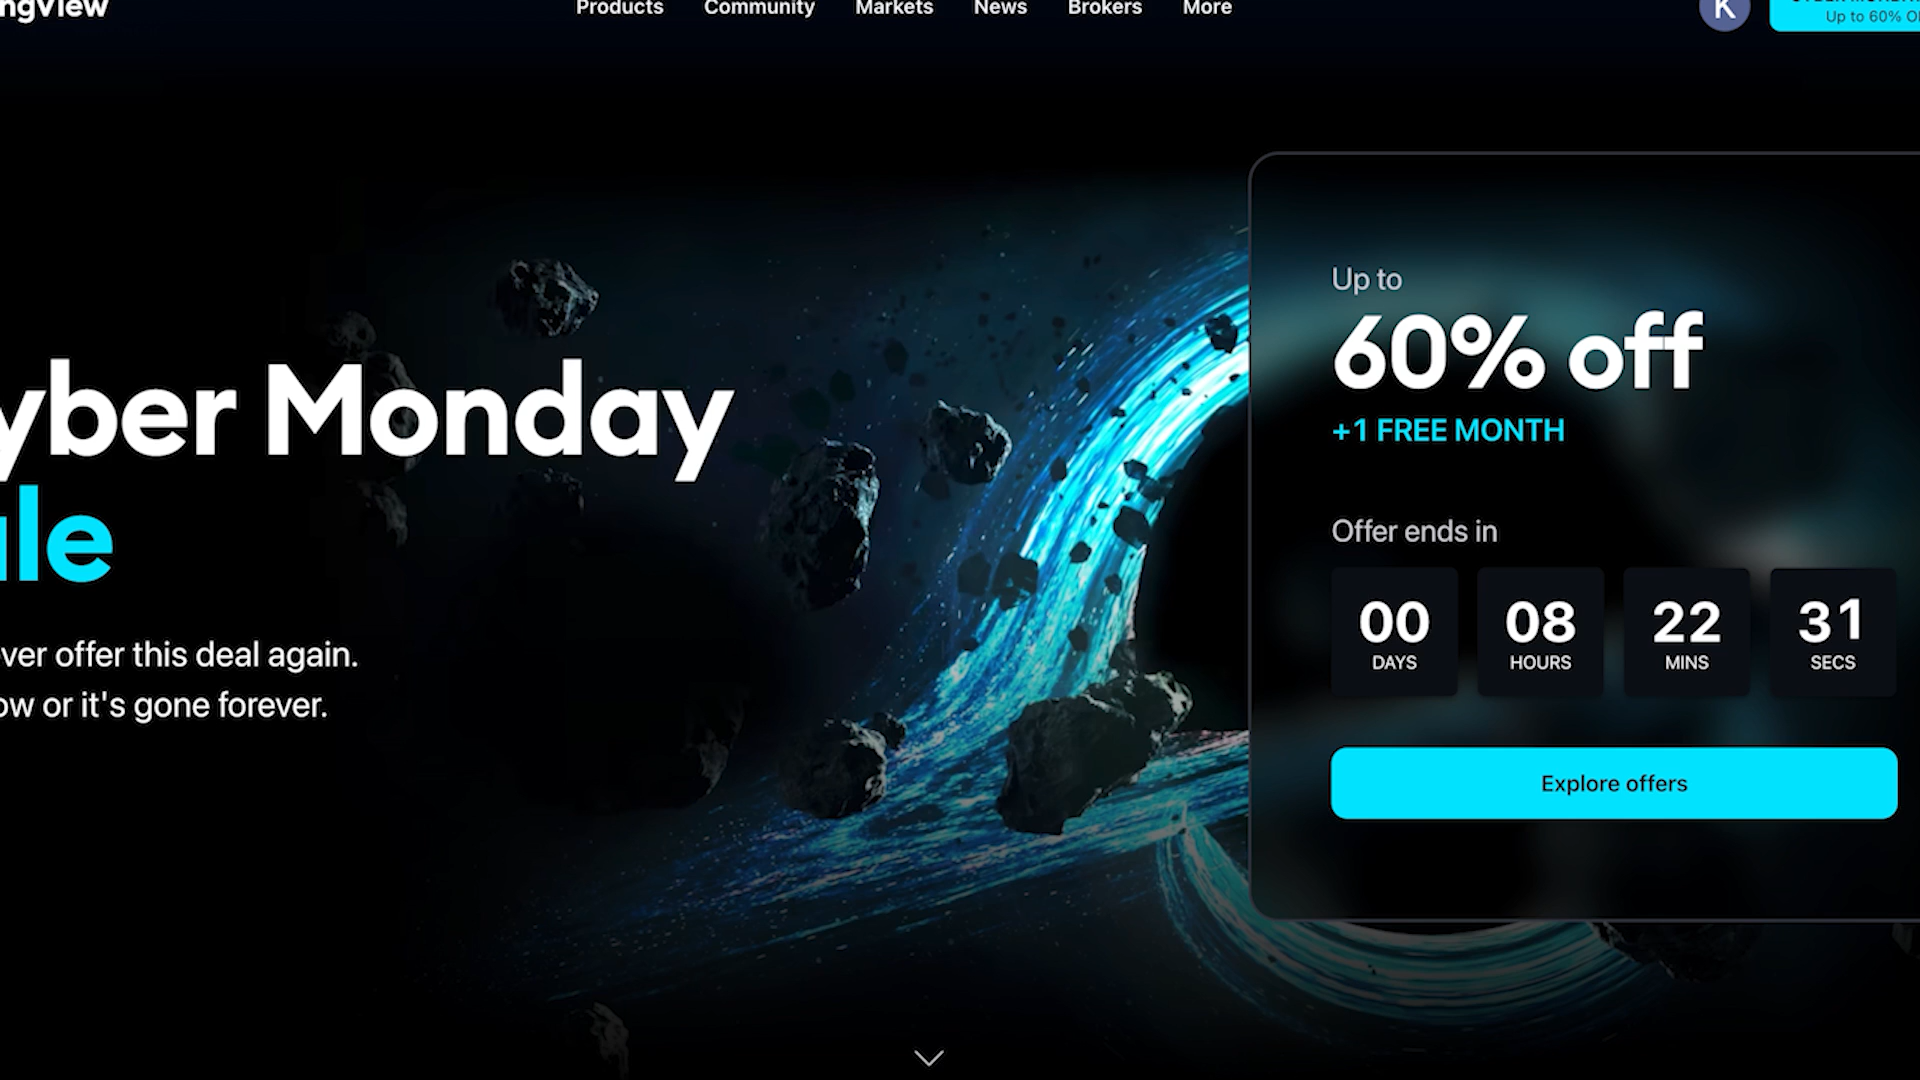 ngView
Products Community Markets News Brokers More
K
Up to 60% O
yber Monday
ale
ver offer this deal again.
ow or it's gone forever.
Up to
60% off
+1 FREE MONTH
Offer ends in
00 08 22 31
DAYS HOURS MINS SECS
Explore offers